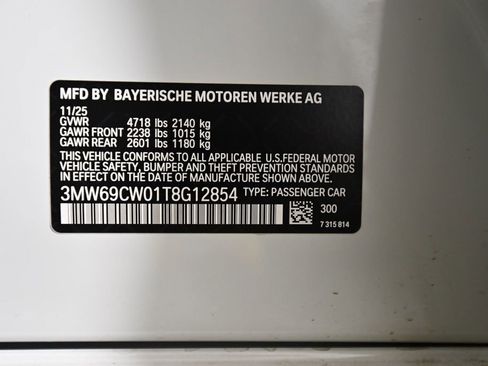 MFD BY BAYERISCHE MOTOREN WERKE AG
11/25
GVWR 4718 lbs 2140 kg
GAWR FRONT 2238 lbs 1015 kg
GAWR REAR 2601 lbs 1180 kg
THIS VEHICLE CONFORMS TO ALL APPLICABLE U.S.FEDERAL MOTOR
VEHICLE SAFETY, BUMPER, AND THEFT PREVENTION STANDARDS
IN EFFECT ON THE DATE OF MANUFACTURE SHOWN ABOVE.
3MW69CW01T8G12854 TYPE: PASSENGER CAR
300
7 315 814